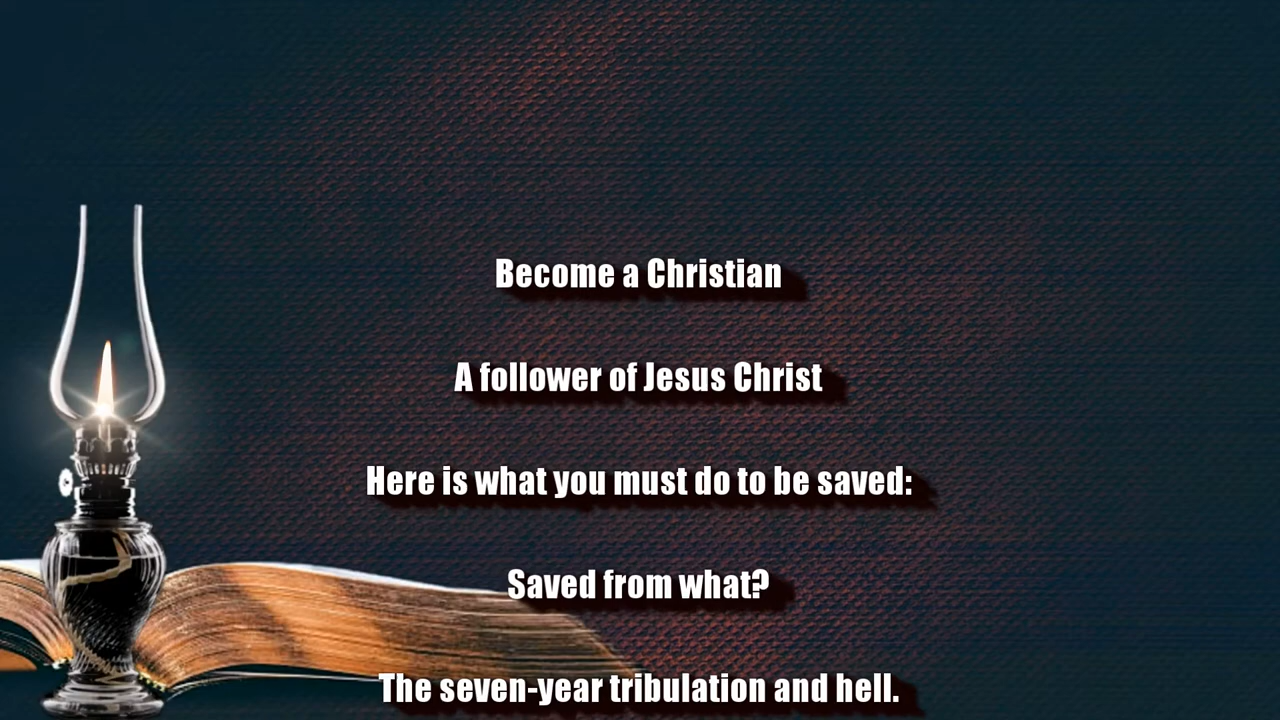 Become a Christian
A follower of Jesus Christ
Here is what you must do to be saved:
Saved from what?
The seven-year tribulation and hell.